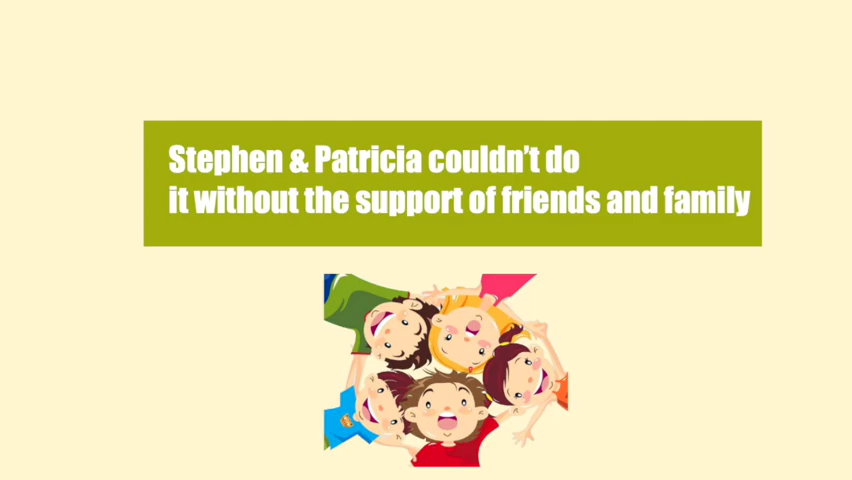 Stephen & Patricia couldn't do
it without the support of friends and family